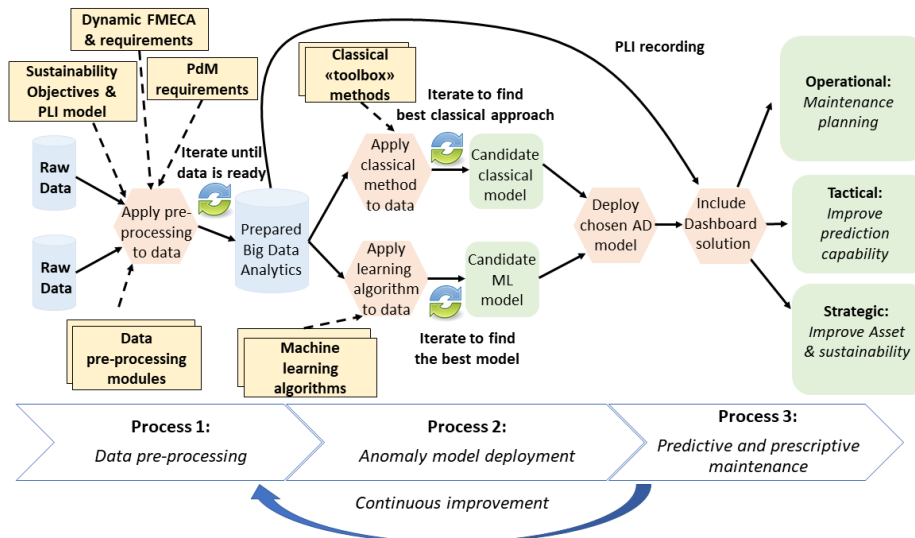 Dynamic FMECA
& requirements
Sustainability
Objectives &
PLI model
PdM
requirements
Classical
«toolbox»
methods
PLI recording
Operational:
Maintenance
planning
Iterate to find
best classical approach
Iterate until
data is ready
Raw
Data
Apply pre-
processing
to data
Prepared
Big Data
Analytics
Apply
classical
method to
data
Candidate
classical
model
Deploy
chosen AD
model
Include
Dashboard
solution
Tactical:
Improve
prediction
capability
Raw
Data
Apply
learning
algorithm
to data
Candidate
ML
model
Iterate to find
the best model
Strategic:
Improve Asset
& sustainability
Data
pre-processing
modules
Machine
learning
algorithms
Process 1:
Data pre-processing
Process 2:
Anomaly model deployment
Process 3:
Predictive and prescriptive
maintenance
Continuous improvement